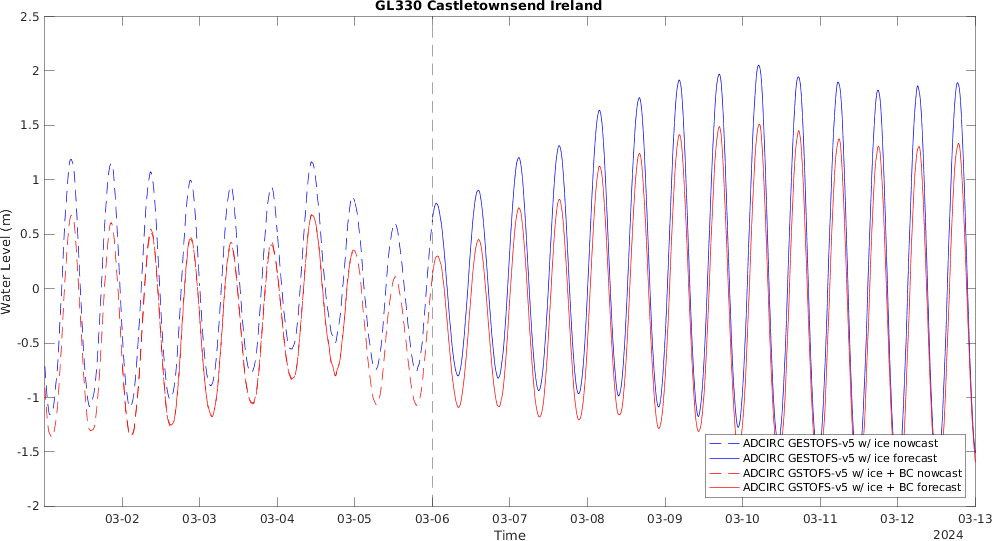 GL330 Castletownsend Ireland
2.5
2
1.5
1
0.5
0
-0.5
-1
-1.5
-2
Water Level (m)
ADCIRC GESTOFS-v5 w/ ice nowcast
ADCIRC GESTOFS-v5 w/ ice forecast
ADCIRC GSTOFS-v5 w/ ice + BC nowcast
ADCIRC GSTOFS-v5 w/ ice + BC forecast
03-02 03-03 03-04 03-05 03-06 03-07 03-08 03-09 03-10 03-11 03-12 03-13
Time
2024